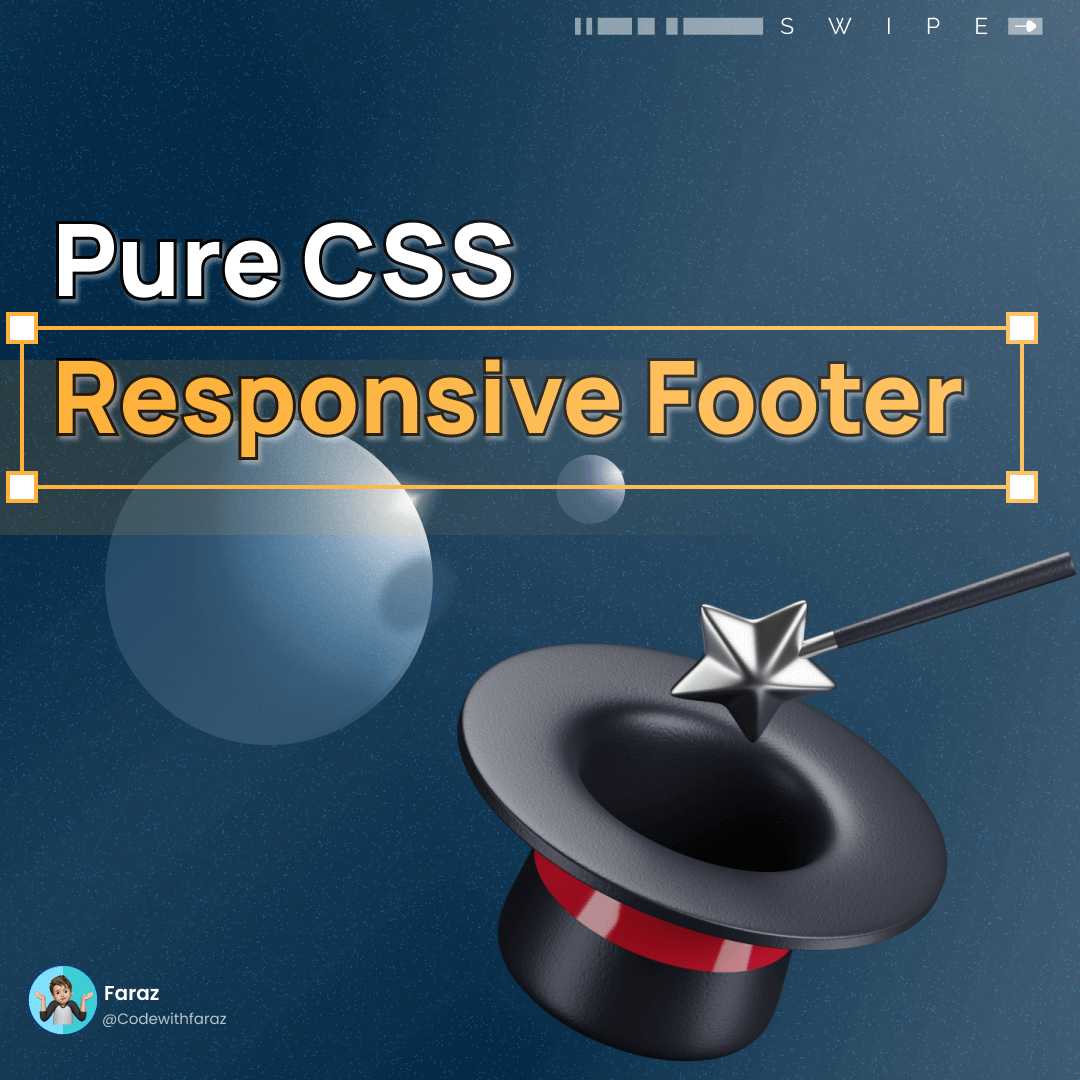 S W I P E
Pure CSS
Responsive Footer
Faraz
@Codewithfaraz